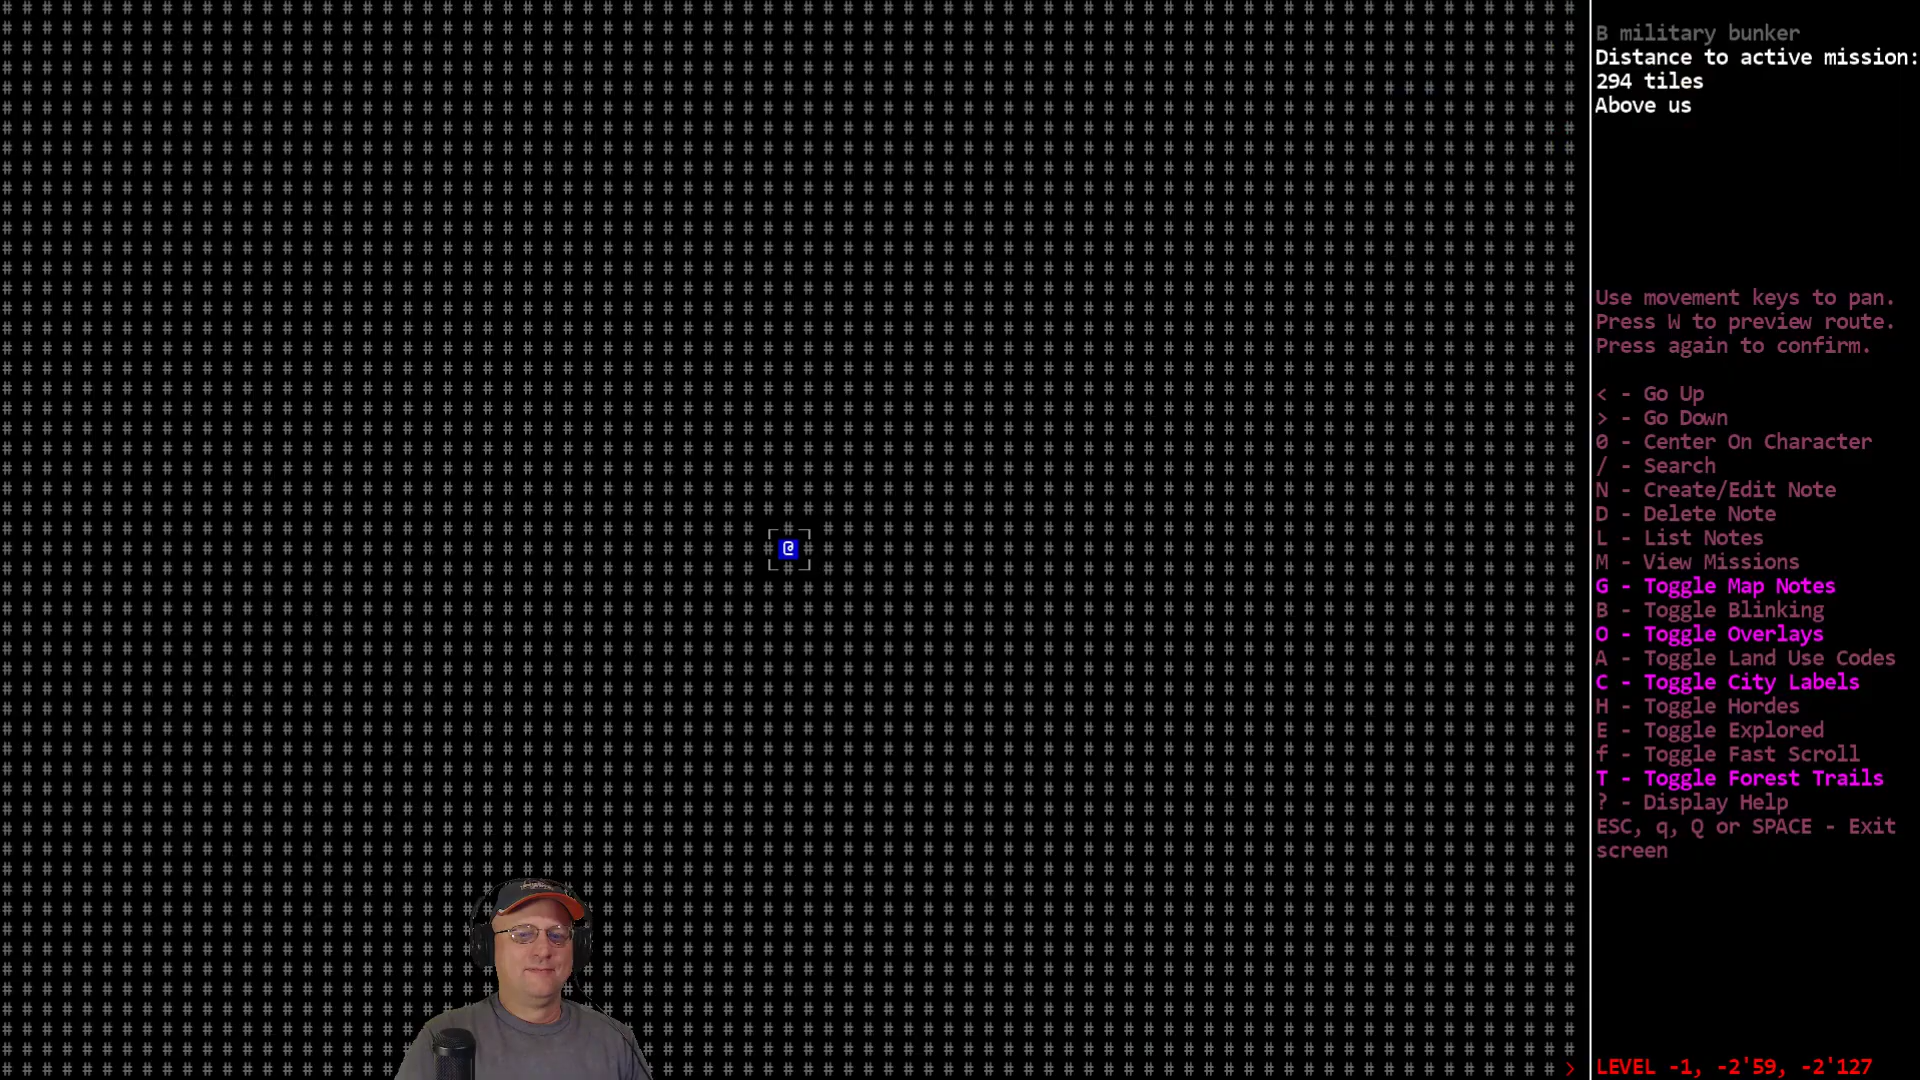 B military bunker
Distance to active mission:
294 tiles
Above us
Use movement keys to pan.
Press W to preview route.
Press again to confirm.
< - Go Up
> - Go Down
0 - Center On Character
/ - Search
N - Create/Edit Note
D - Delete Note
L - List Notes
M - View Missions
G - Toggle Map Notes
B - Toggle Blinking
O - Toggle Overlays
A - Toggle Land Use Codes
C - Toggle City Labels
H - Toggle Hordes
E - Toggle Explored
f - Toggle Fast Scroll
T - Toggle Forest Trails
? - Display Help
ESC, q, Q or SPACE - Exit
screen
@
> LEVEL -1, -2'59, -2'127